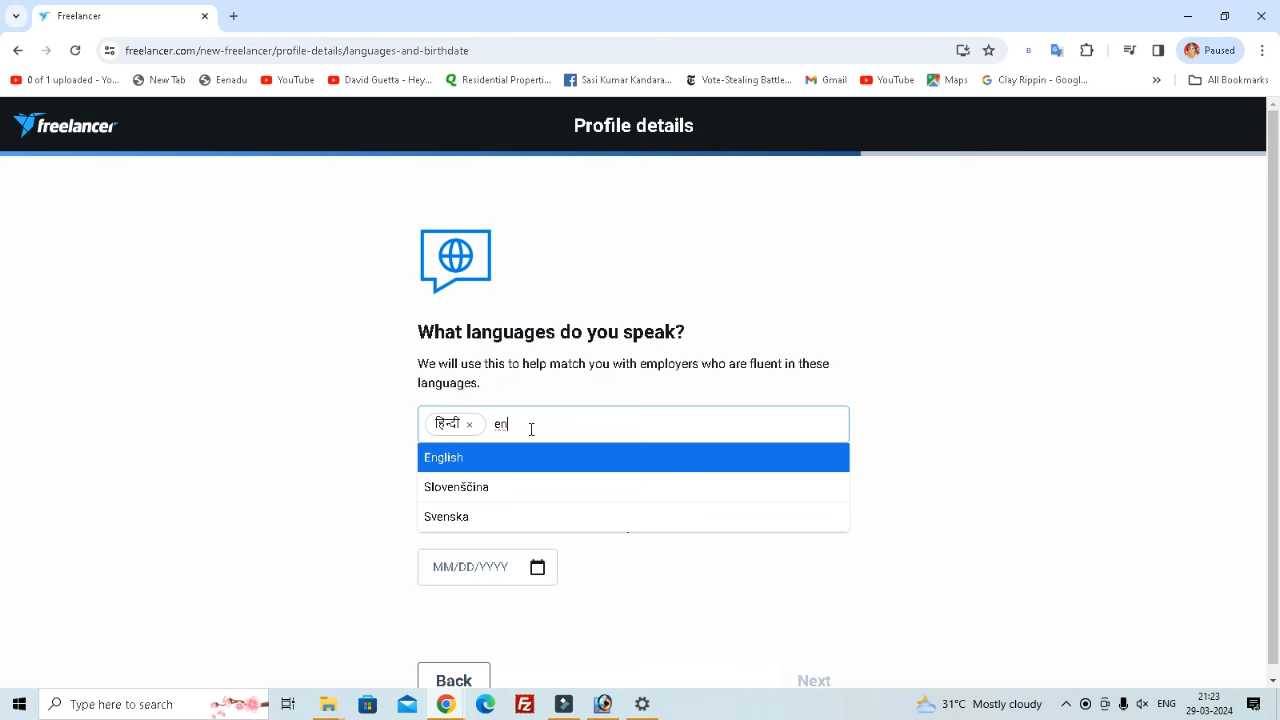 Freelancer
freelancer.com/new-freelancer/profile-details/languages-and-birthdate
Paused
0 of 1 uploaded - Yo...
New Tab
Eenadu
YouTube
David Guetta - Hey,...
Residential Properti...
Sasi Kumar Kandara...
Vote-Stealing Battle...
YouTube
Gmail
Maps
Clay Rippin - Googl...
»
All Bookmarks
freelancer
Profile details
What languages do you speak?
We will use this to help match you with employers who are fluent in these
languages.
हिन्दी × en
English
Slovenščina
Svenska
MM/DD/YYYY
Back
Next
Type here to search
31°C Mostly cloudy
ENG
21:23
29-03-2024